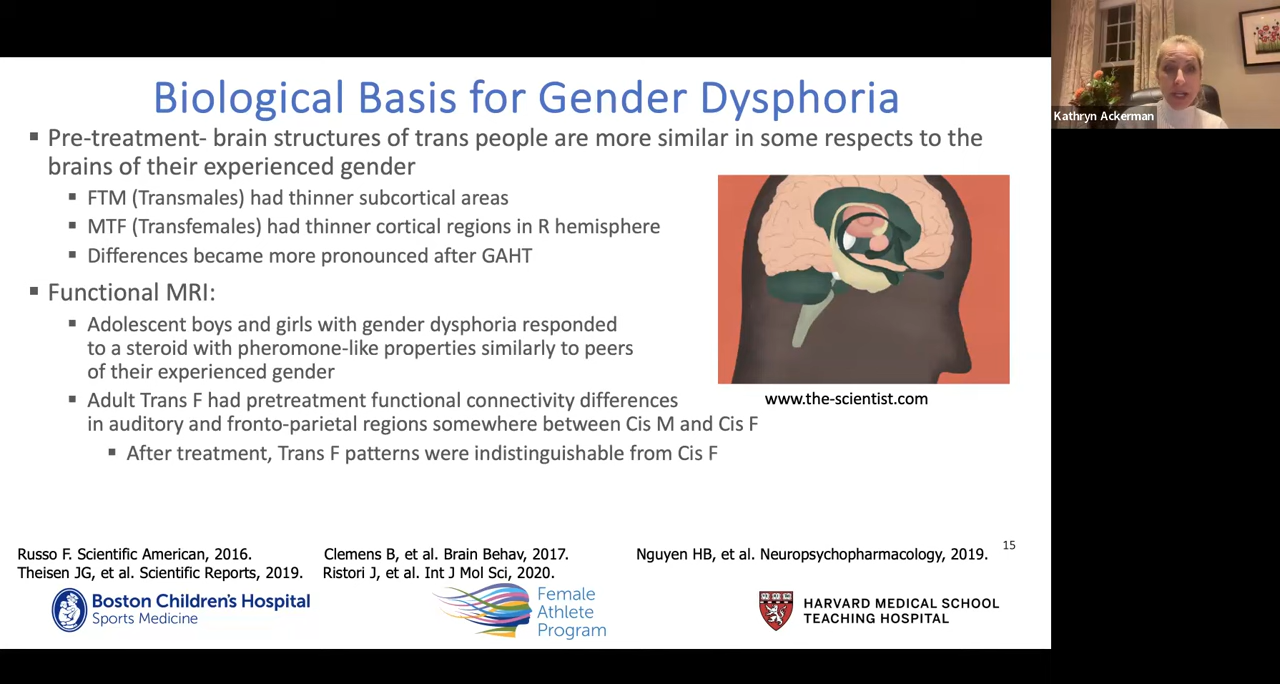 Biological Basis for Gender Dysphoria
▪ Pre-treatment- brain structures of trans people are more similar in some respects to the
brains of their experienced gender
▪ FTM (Transmales) had thinner subcortical areas
▪ MTF (Transfemales) had thinner cortical regions in R hemisphere
▪ Differences became more pronounced after GAHT
▪ Functional MRI:
▪ Adolescent boys and girls with gender dysphoria responded
to a steroid with pheromone-like properties similarly to peers
of their experienced gender
▪ Adult Trans F had pretreatment functional connectivity differences
in auditory and fronto-parietal regions somewhere between Cis M and Cis F
▪ After treatment, Trans F patterns were indistinguishable from Cis F
www.the-scientist.com
Kathryn Ackerman
15
Russo F. Scientific American, 2016.
Theisen JG, et al. Scientific Reports, 2019.
Clemens B, et al. Brain Behav, 2017.
Ristori J, et al. Int J Mol Sci, 2020.
Nguyen HB, et al. Neuropsychopharmacology, 2019.
Boston Children's Hospital
Sports Medicine
Female
Athlete
Program
HARVARD MEDICAL SCHOOL
TEACHING HOSPITAL